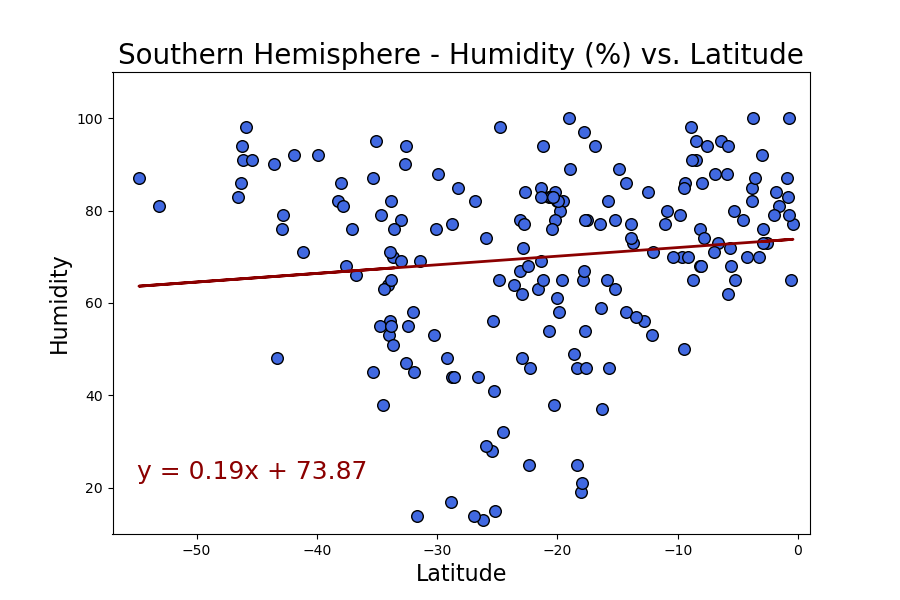 Southern Hemisphere - Humidity (%) vs. Latitude
100
80
60
40
20
Humidity
y = 0.19x + 73.87
−50
−40
−30
−20
−10
0
Latitude